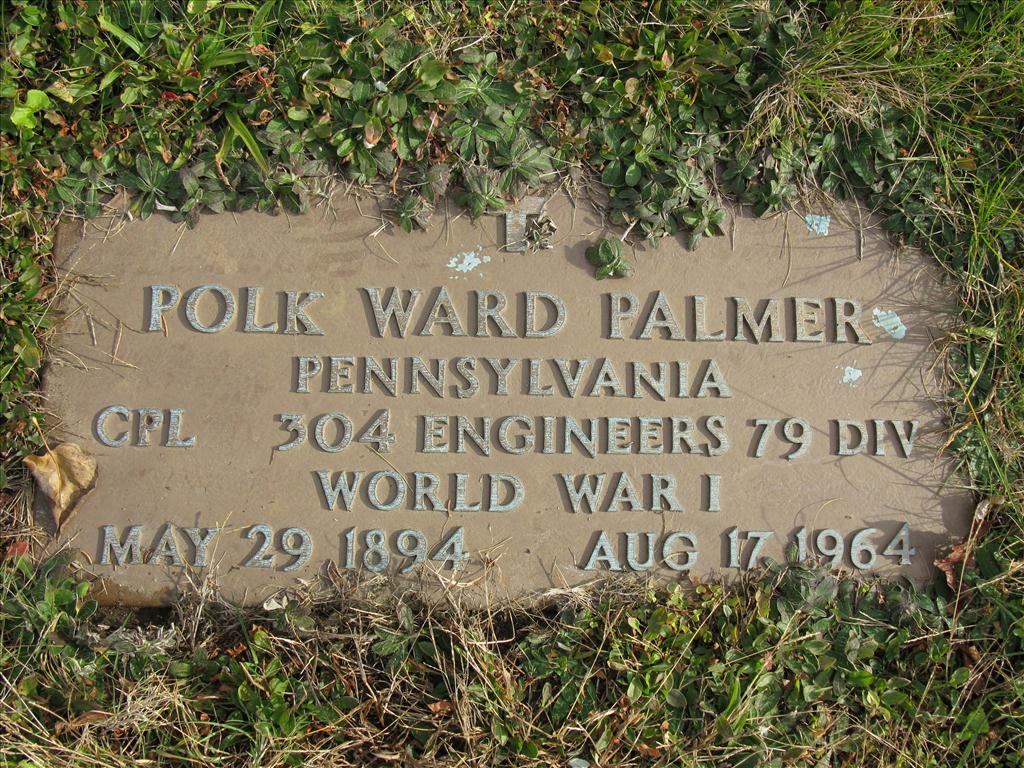 POLK WARD PALMER
PENNSYLVANIA
CPL 304 ENGINEERS 79 DIV
WORLD WAR I
MAY 29 1894 AUG 17 1964